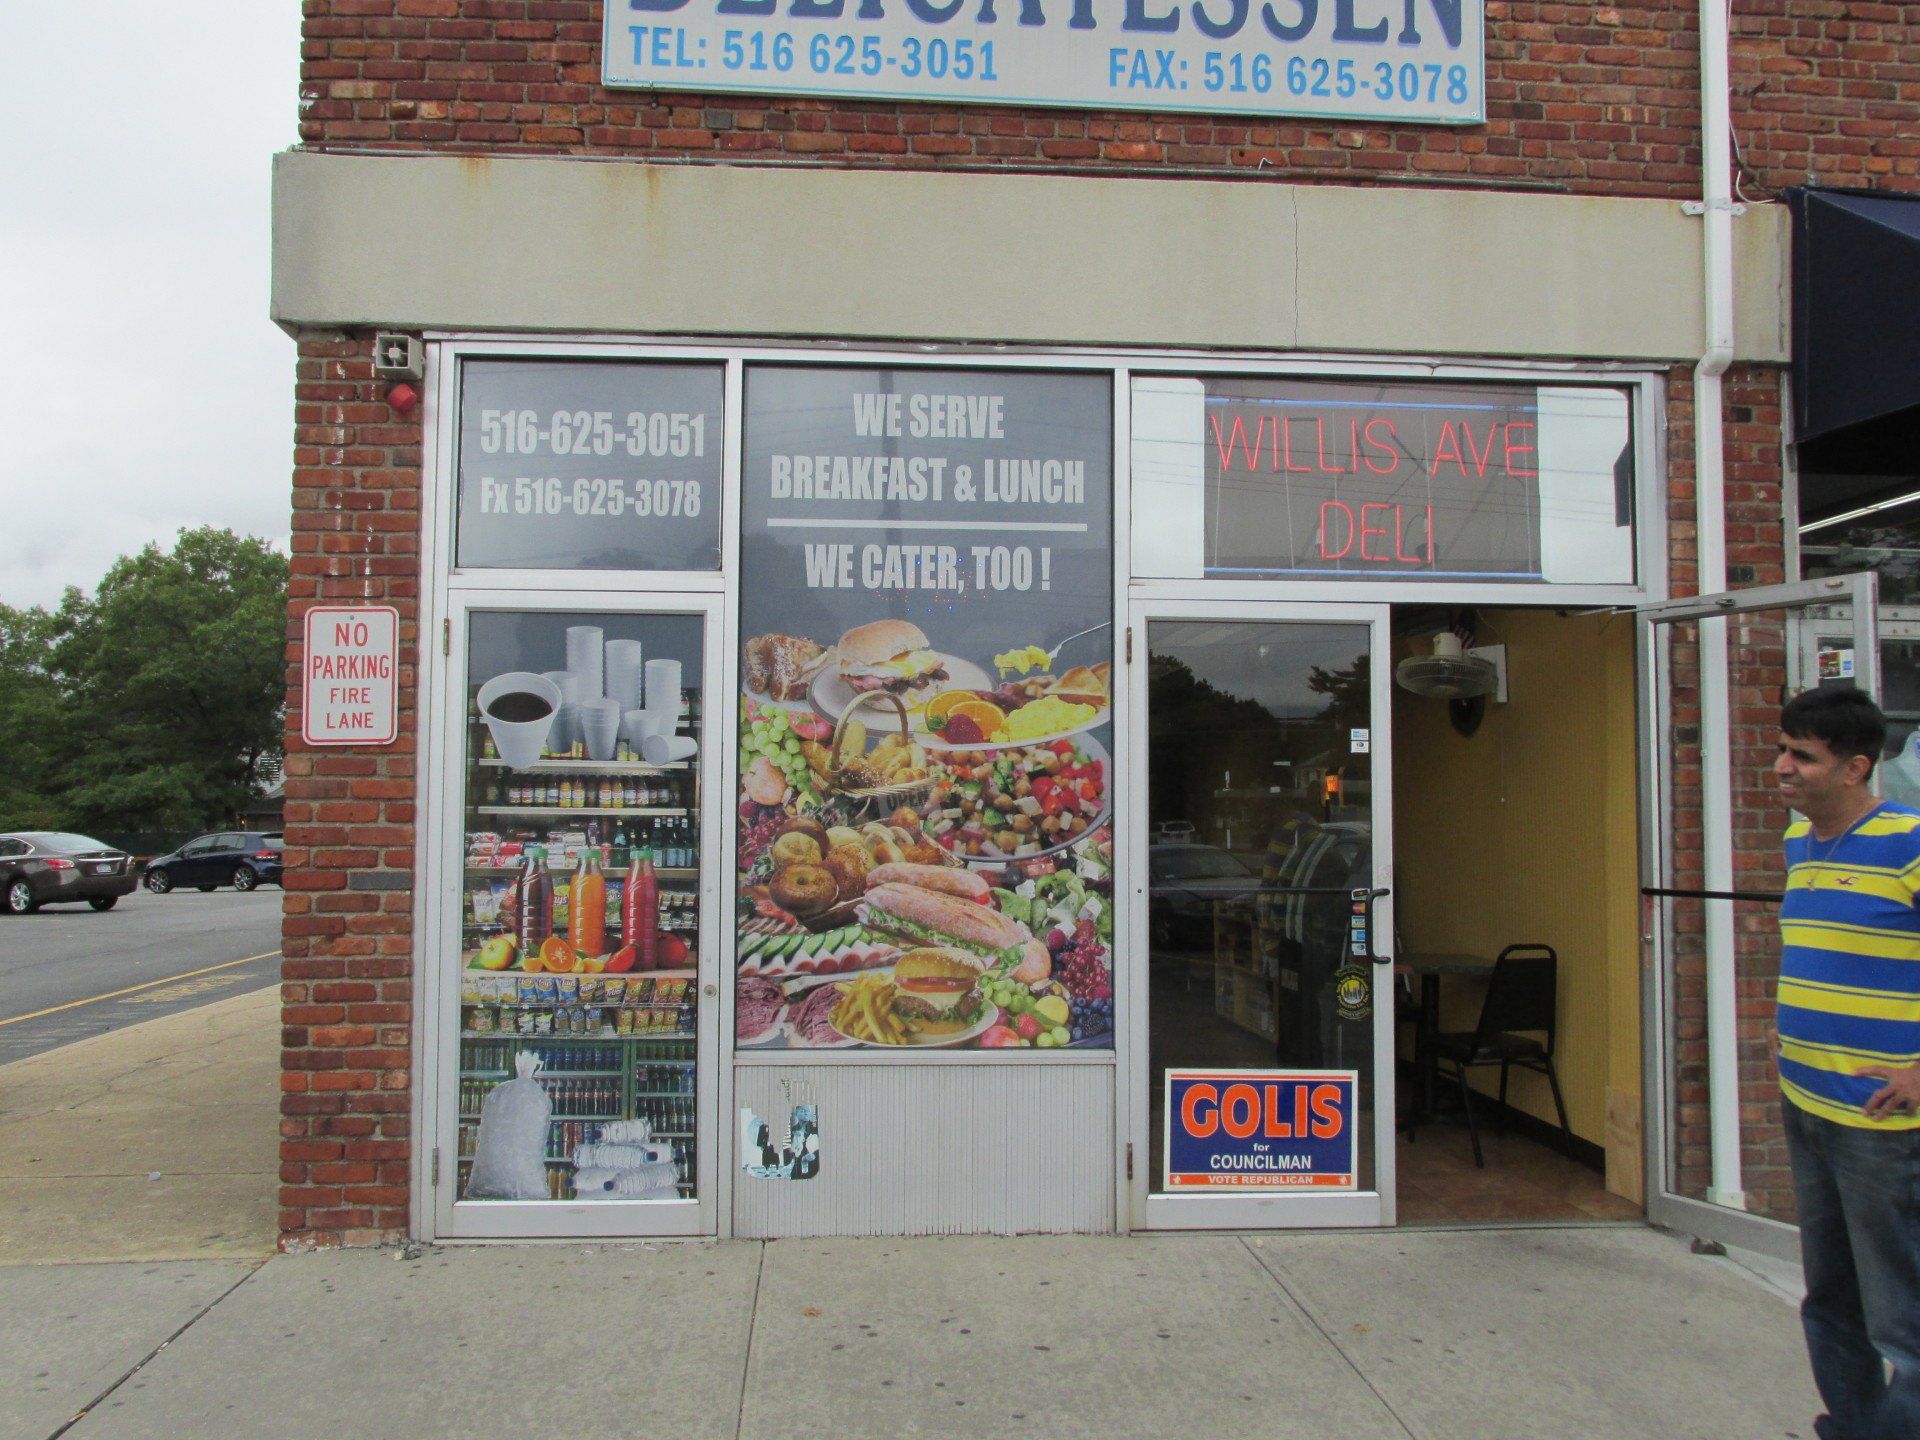 DELICATESSEN
TEL: 516 625-3051 FAX: 516 625-3078
516-625-3051
Fx 516-625-3078
WE SERVE
BREAKFAST & LUNCH
WE CATER, TOO !
WILLIS AVE
DELI
NO
PARKING
FIRE
LANE
OPEN
GOLIS
for
COUNCILMAN
VOTE REPUBLICAN